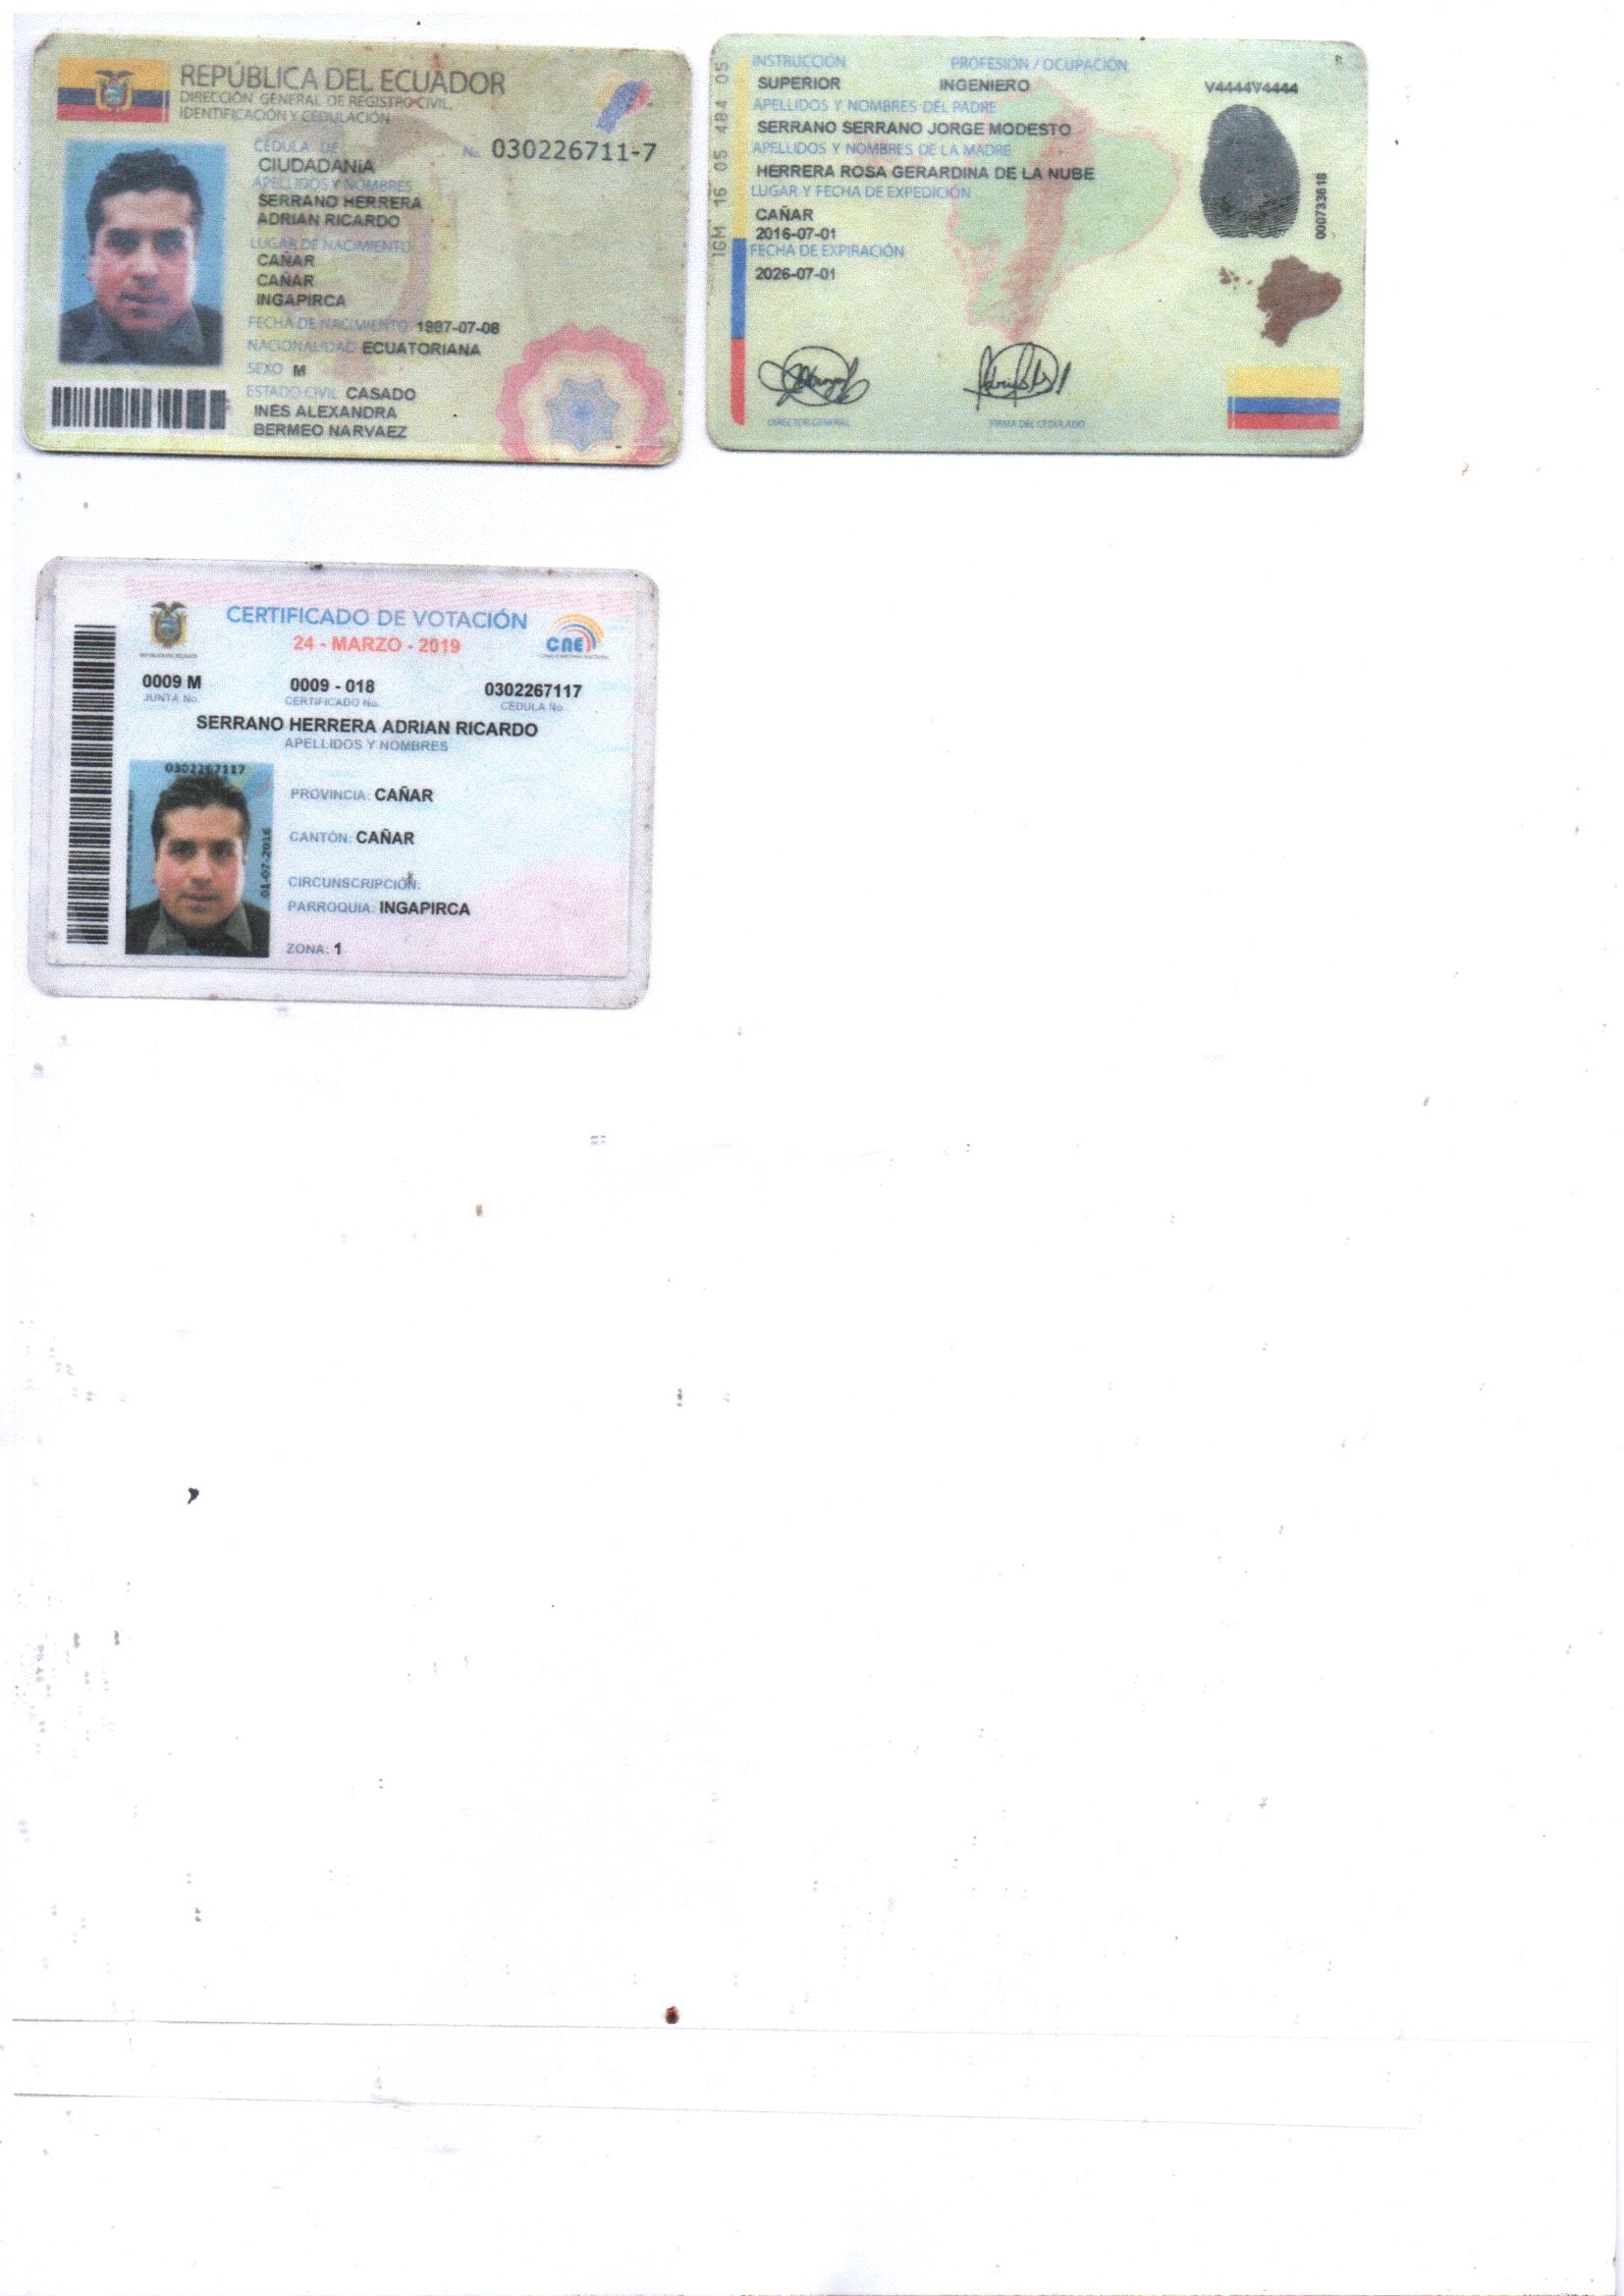 REPÚBLICA DEL ECUADOR
DIRECCIÓN GENERAL DE REGISTRO CIVIL,
IDENTIFICACIÓN Y CEDULACIÓN
CÉDULA DE No. 030226711-7
CIUDADANÍA
APELLIDOS Y NOMBRES
SERRANO HERRERA
ADRIAN RICARDO
LUGAR DE NACIMIENTO
CAÑAR
CAÑAR
INGAPIRCA
FECHA DE NACIMIENTO 1987-07-08
NACIONALIDAD ECUATORIANA
SEXO M
ESTADO CIVIL CASADO
INES ALEXANDRA
BERMEO NARVAEZ
INSTRUCCIÓN PROFESIÓN / OCUPACIÓN
SUPERIOR INGENIERO V4444V4444
APELLIDOS Y NOMBRES DEL PADRE
SERRANO SERRANO JORGE MODESTO
APELLIDOS Y NOMBRES DE LA MADRE
HERRERA ROSA GERARDINA DE LA NUBE
LUGAR Y FECHA DE EXPEDICIÓN
CAÑAR
2016-07-01
FECHA DE EXPIRACIÓN
2026-07-01
IGM 16 05 484 05
000733618
DIRECTOR GENERAL FIRMA DEL CEDULADO
CERTIFICADO DE VOTACIÓN
24 - MARZO - 2019
CNE
REPÚBLICA DEL ECUADOR
0009 M 0009 - 018 0302267117
JUNTA No. CERTIFICADO No. CÉDULA No.
SERRANO HERRERA ADRIAN RICARDO
APELLIDOS Y NOMBRES
0302267117
01-07-2016
PROVINCIA: CAÑAR
CANTÓN: CAÑAR
CIRCUNSCRIPCIÓN:
PARROQUIA: INGAPIRCA
ZONA: 1